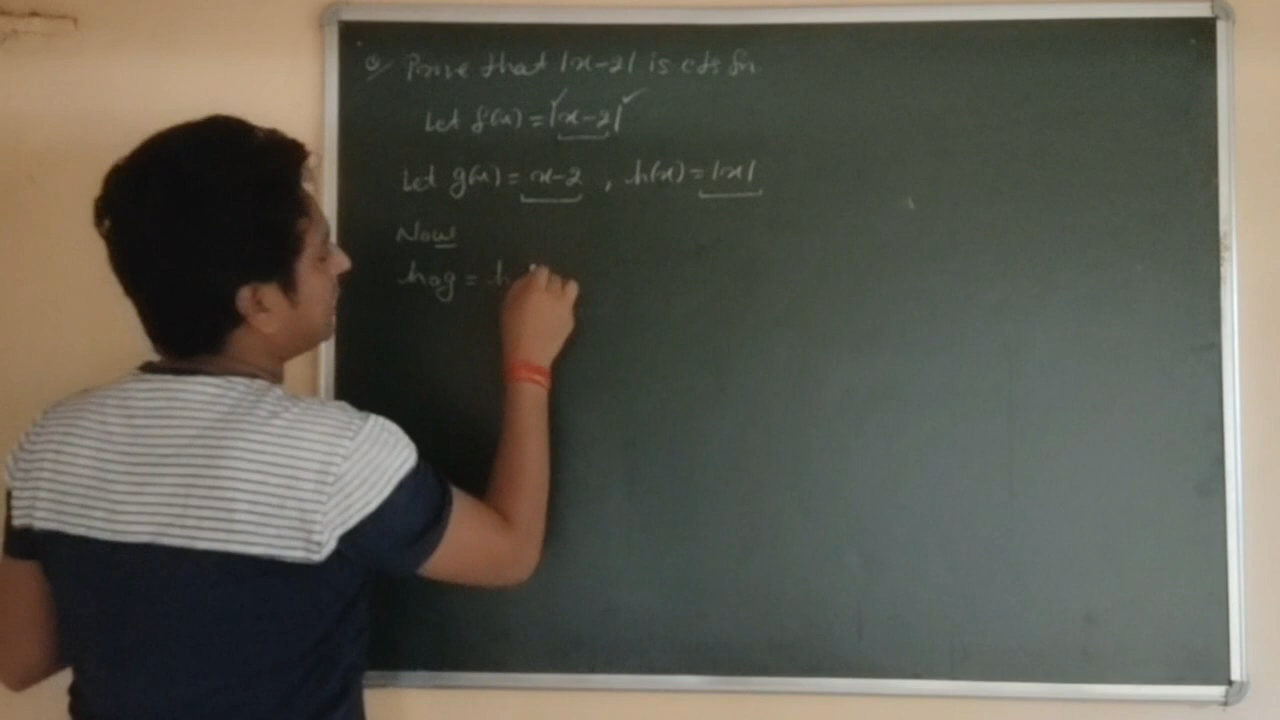 Q/ Prove that |x-2| is cts fn
Let f(x) = |x-2|
Let g(x) = x-2 , h(x) = |x|
Now
hog = h